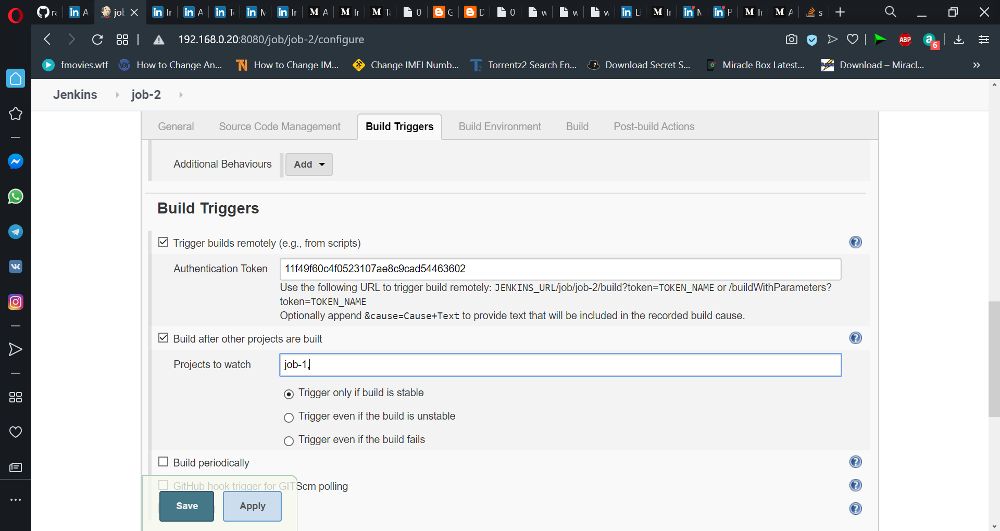 192.168.0.20:8080/job/job-2/configure
ABP
6
fmovies.wtf
How to Change An...
How to Change IM...
Change IMEI Numb...
Torrentz2 Search En...
Download Secret S...
Miracle Box Latest...
Download – Miracl...
Jenkins
job-2
General
Source Code Management
Build Triggers
Build Environment
Build
Post-build Actions
Additional Behaviours
Add
Build Triggers
Trigger builds remotely (e.g., from scripts)
Authentication Token
11f49f60c4f0523107ae8c9cad54463602
Use the following URL to trigger build remotely: JENKINS_URL/job/job-2/build?token=TOKEN_NAME or /buildWithParameters?
token=TOKEN_NAME
Optionally append &cause=Cause+Text to provide text that will be included in the recorded build cause.
Build after other projects are built
Projects to watch
job-1,
Trigger only if build is stable
Trigger even if the build is unstable
Trigger even if the build fails
Build periodically
GitHub hook trigger for GITScm polling
Save
Apply